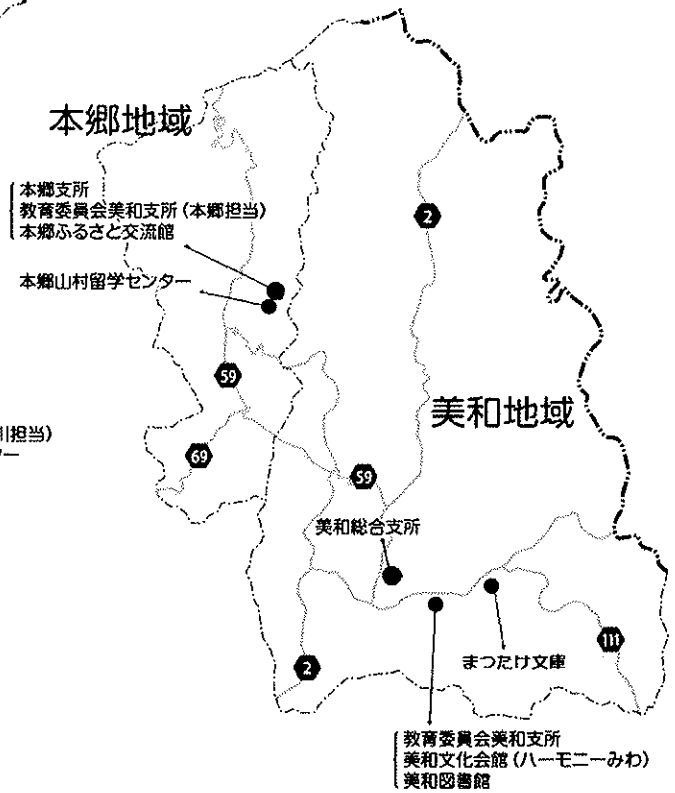 本郷地域
本郷支所
教育委員会美和支所(本郷担当)
本郷ふるさと交流館
本郷山村留学センター
2
59
美和地域
担当)
ー
69
59
美和総合支所
まつたけ文庫
111
2
教育委員会美和支所
美和文化会館(ハーモニーみわ)
美和図書館